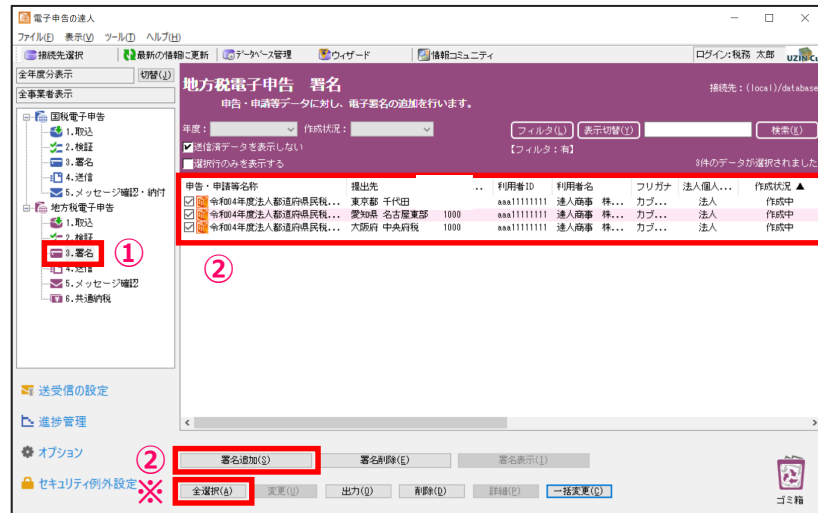 電子申告の達人
ファイル(F) 表示(V) ツール(T) ヘルプ(H)
接続先選択 最新の情報に更新 データベース管理 ウィザード 情報コミュニティ ログイン:税務 太郎
全年度分表示 切替(J)
全事業者表示
国税電子申告
1.取込
2.検証
3.署名
4.送信
5.メッセージ確認・納付
地方税電子申告
1.取込
2.検証
3.署名
①
4.送信
5.メッセージ確認
6.共通納税
地方税電子申告 署名
接続先:(local)/database
申告・申請等データに対し、電子署名の追加を行います。
年度: 作成状況: フィルタ(L) 表示切替(Y) 検索(K)
送信済データを表示しない 【フィルタ:有】
選択行のみを表示する 3件のデータが選択されました
申告・申請等名称 提出先 .. 利用者ID 利用者名 フリガナ 法人個人... 作成状況 ▲
令和04年度法人都道府県民税... 東京都 千代田 aaa11111111 達人商事 株... カブ... 法人 作成中
令和04年度法人都道府県民税... 愛知県 名古屋東部 1000 aaa11111111 達人商事 株... カブ... 法人 作成中
令和04年度法人都道府県民税... 大阪府 中央府税 1000 aaa11111111 達人商事 株... カブ... 法人 作成中
②
送受信の設定
進捗管理
オプション
セキュリティ例外設定
② 署名追加(S) 署名削除(E) 署名表示(I)
※ 全選択(A) 変更(U) 出力(O) 削除(D) 詳細(P) 一括変更(C)
ゴミ箱